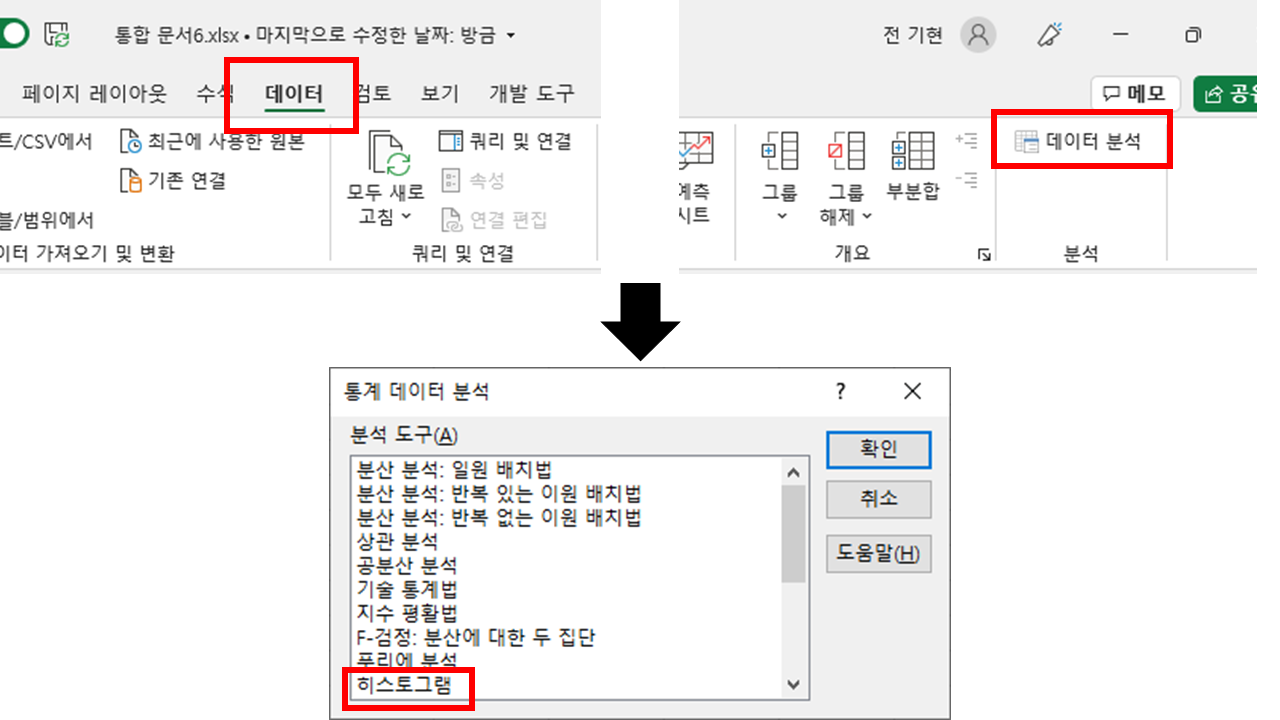 통합 문서6.xlsx • 마지막으로 수정한 날짜: 방금
전 기현
페이지 레이아웃 수식 데이터 검토 보기 개발 도구
메모
공유
트/CSV에서
최근에 사용한 원본
기존 연결
블/범위에서
이터 가져오기 및 변환
모두 새로
고침
쿼리 및 연결
속성
연결 편집
쿼리 및 연결
예측
시트
그룹
그룹
해제
부분합
개요
데이터 분석
분석
통계 데이터 분석 ?
분석 도구(A)
분산 분석: 일원 배치법
분산 분석: 반복 있는 이원 배치법
분산 분석: 반복 없는 이원 배치법
상관 분석
공분산 분석
기술 통계법
지수 평활법
F-검정: 분산에 대한 두 집단
푸리에 분석
히스토그램
확인
취소
도움말(H)